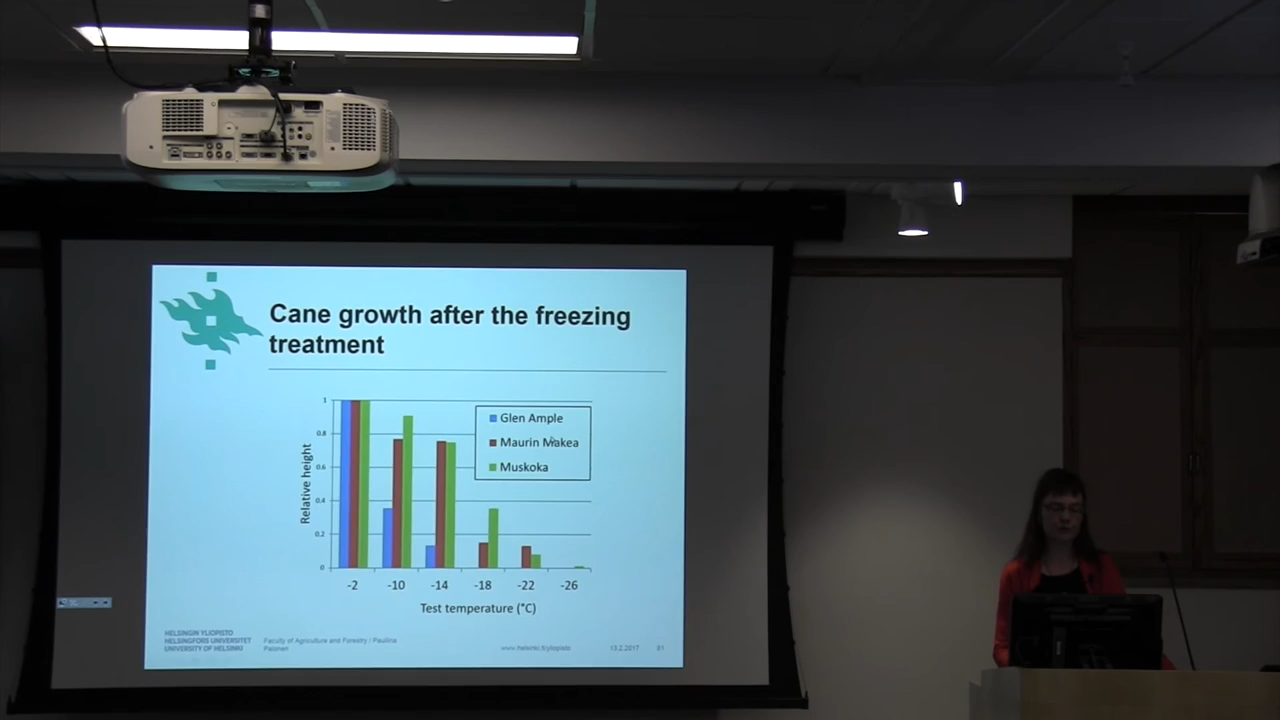 Cane growth after the freezing
treatment
1
0.8
0.6
0.4
0.2
0
Relative height
Glen Ample
Maurin Makea
Muskoka
-2 -10 -14 -18 -22 -26
Test temperature (°C)
HELSINGIN YLIOPISTO
HELSINGFORS UNIVERSITET
UNIVERSITY OF HELSINKI
Faculty of Agriculture and Forestry / Pauliina
Palonen
www.helsinki.fi/yliopisto
13.2.2017